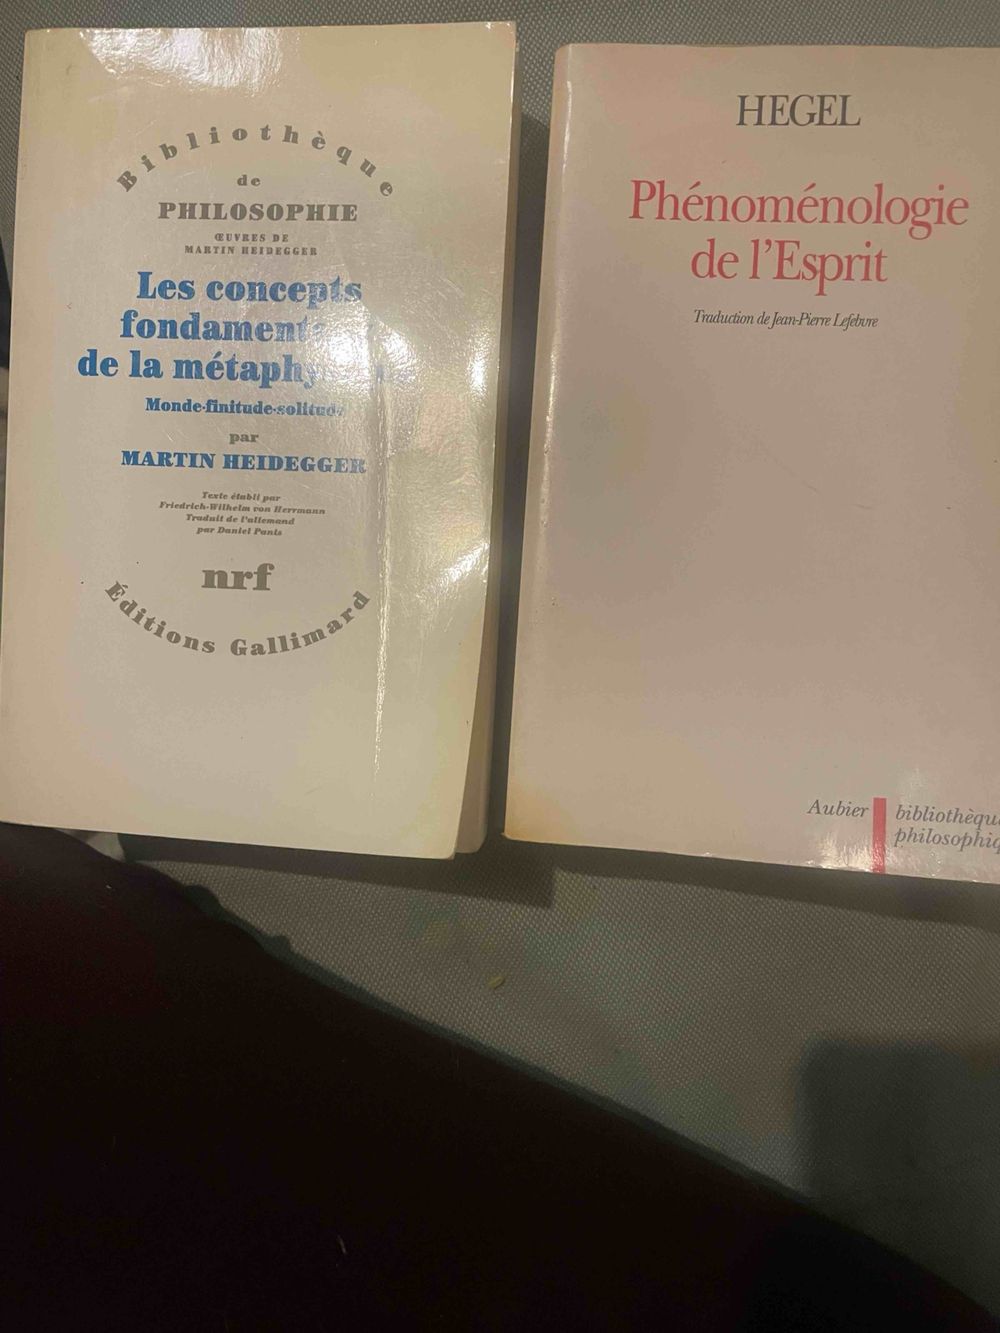 Bibliothèque
de
PHILOSOPHIE
ŒUVRES DE
MARTIN HEIDEGGER
Les concepts
de la
Monde-finitude-solitude
par
MARTIN HEIDEGGER
Texte établi par
Friedrich-Wilhelm von Herrmann
Traduit de l'allemand
par Daniel Panis
nrf
Éditions Gallimard
HEGEL
Phénoménologie
de l'Esprit
Traduction de Jean-Pierre Lefebvre
Aubier